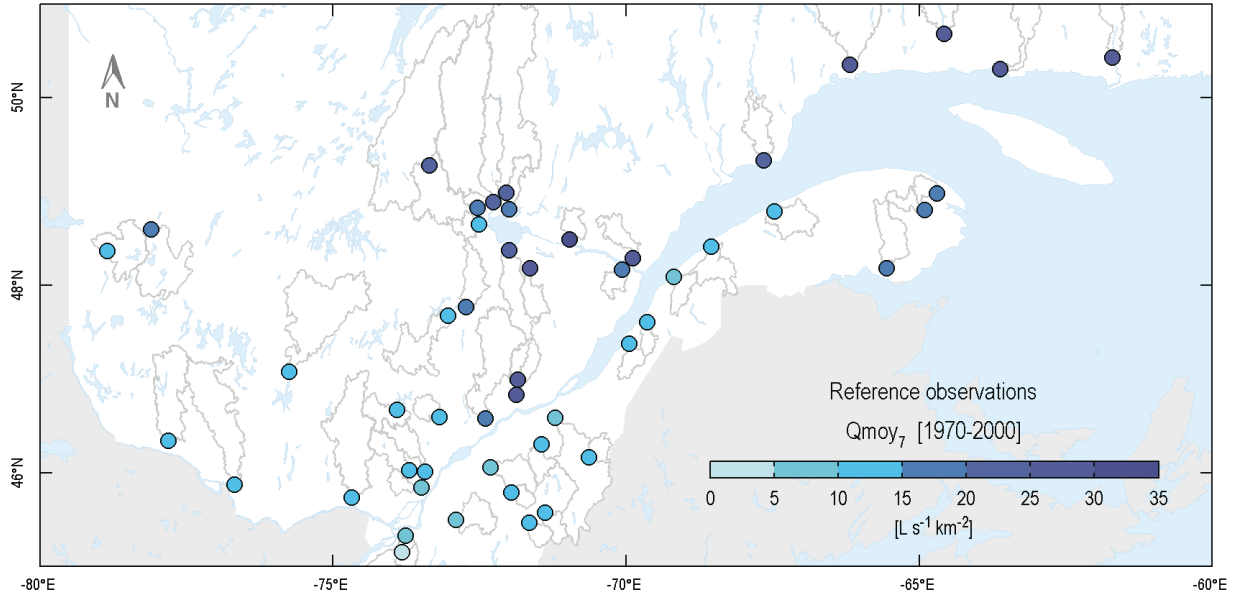 50°N
N
48°N
46°N
Reference observations
Qmoy7 [1970-2000]
0 5 10 15 20 25 30 35
[L s-1 km-2]
-80°E -75°E -70°E -65°E -60°E